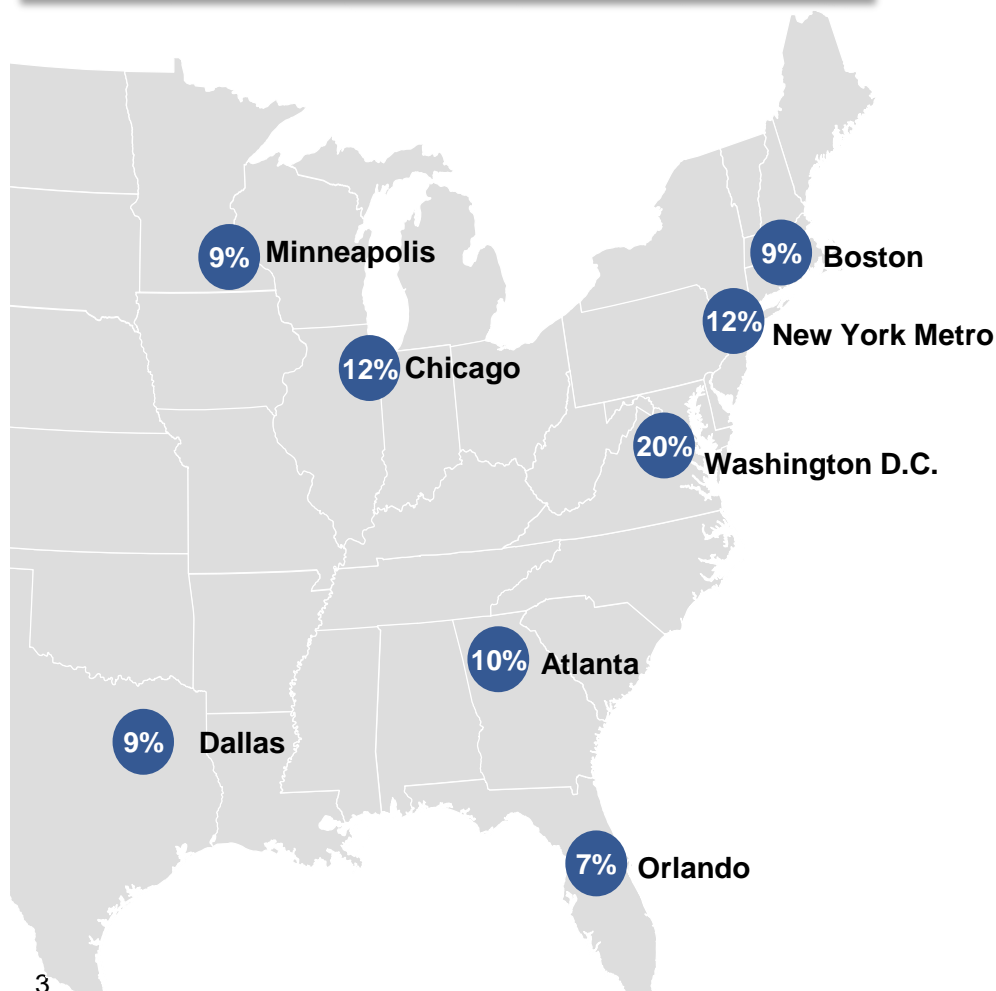 9% Minneapolis
9% Boston
12% New York Metro
12% Chicago
20% Washington D.C.
10% Atlanta
9% Dallas
7% Orlando
3